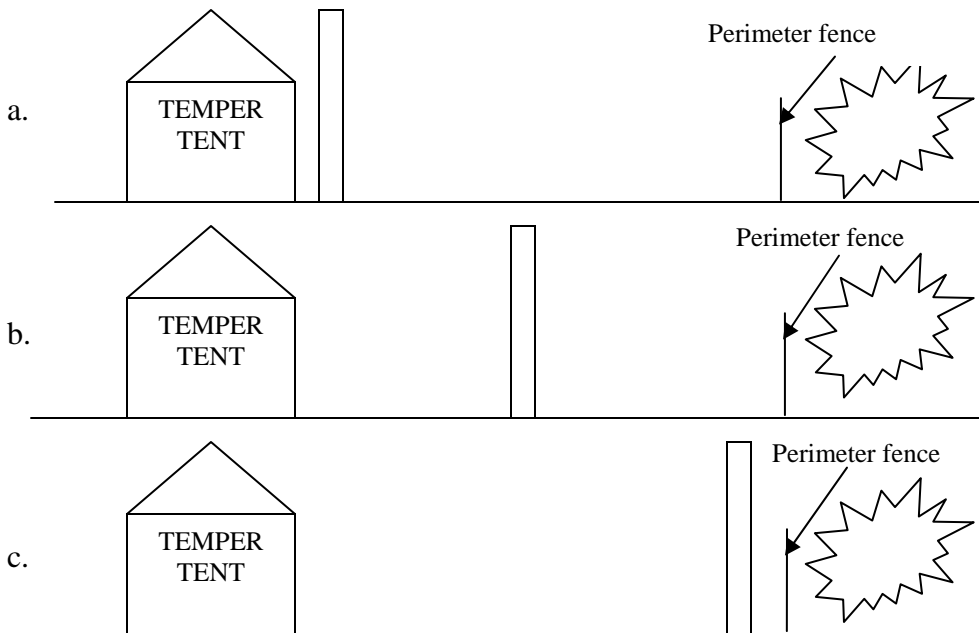 Perimeter fence
a.
TEMPER
TENT
Perimeter fence
b.
TEMPER
TENT
Perimeter fence
c.
TEMPER
TENT